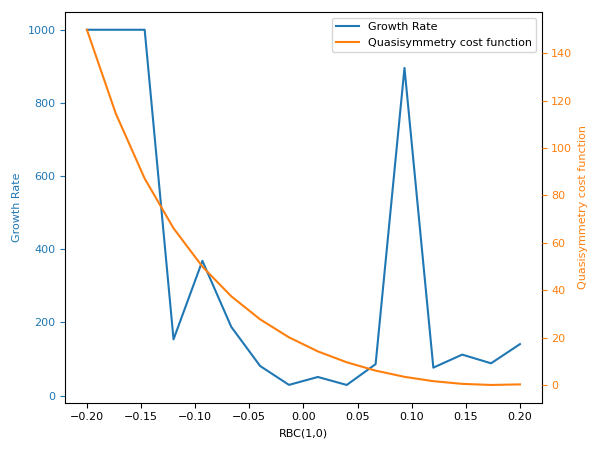 Growth Rate
Quasisymmetry cost function
1000
800
600
400
200
0
Growth Rate
140
120
100
80
60
40
20
0
Quasisymmetry cost function
−0.20 −0.15 −0.10 −0.05 0.00 0.05 0.10 0.15 0.20
RBC(1,0)